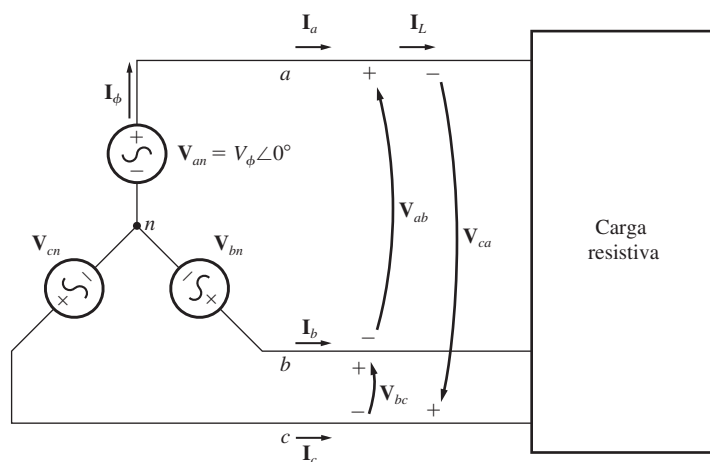 I_a
I_L
a
+
−
I_ϕ
+
−
V_an = V_ϕ∠0°
V_ab
V_ca
n
V_cn
V_bn
−
+
−
+
Carga
resistiva
−
I_b
b
+
V_bc
−
+
c
I_c